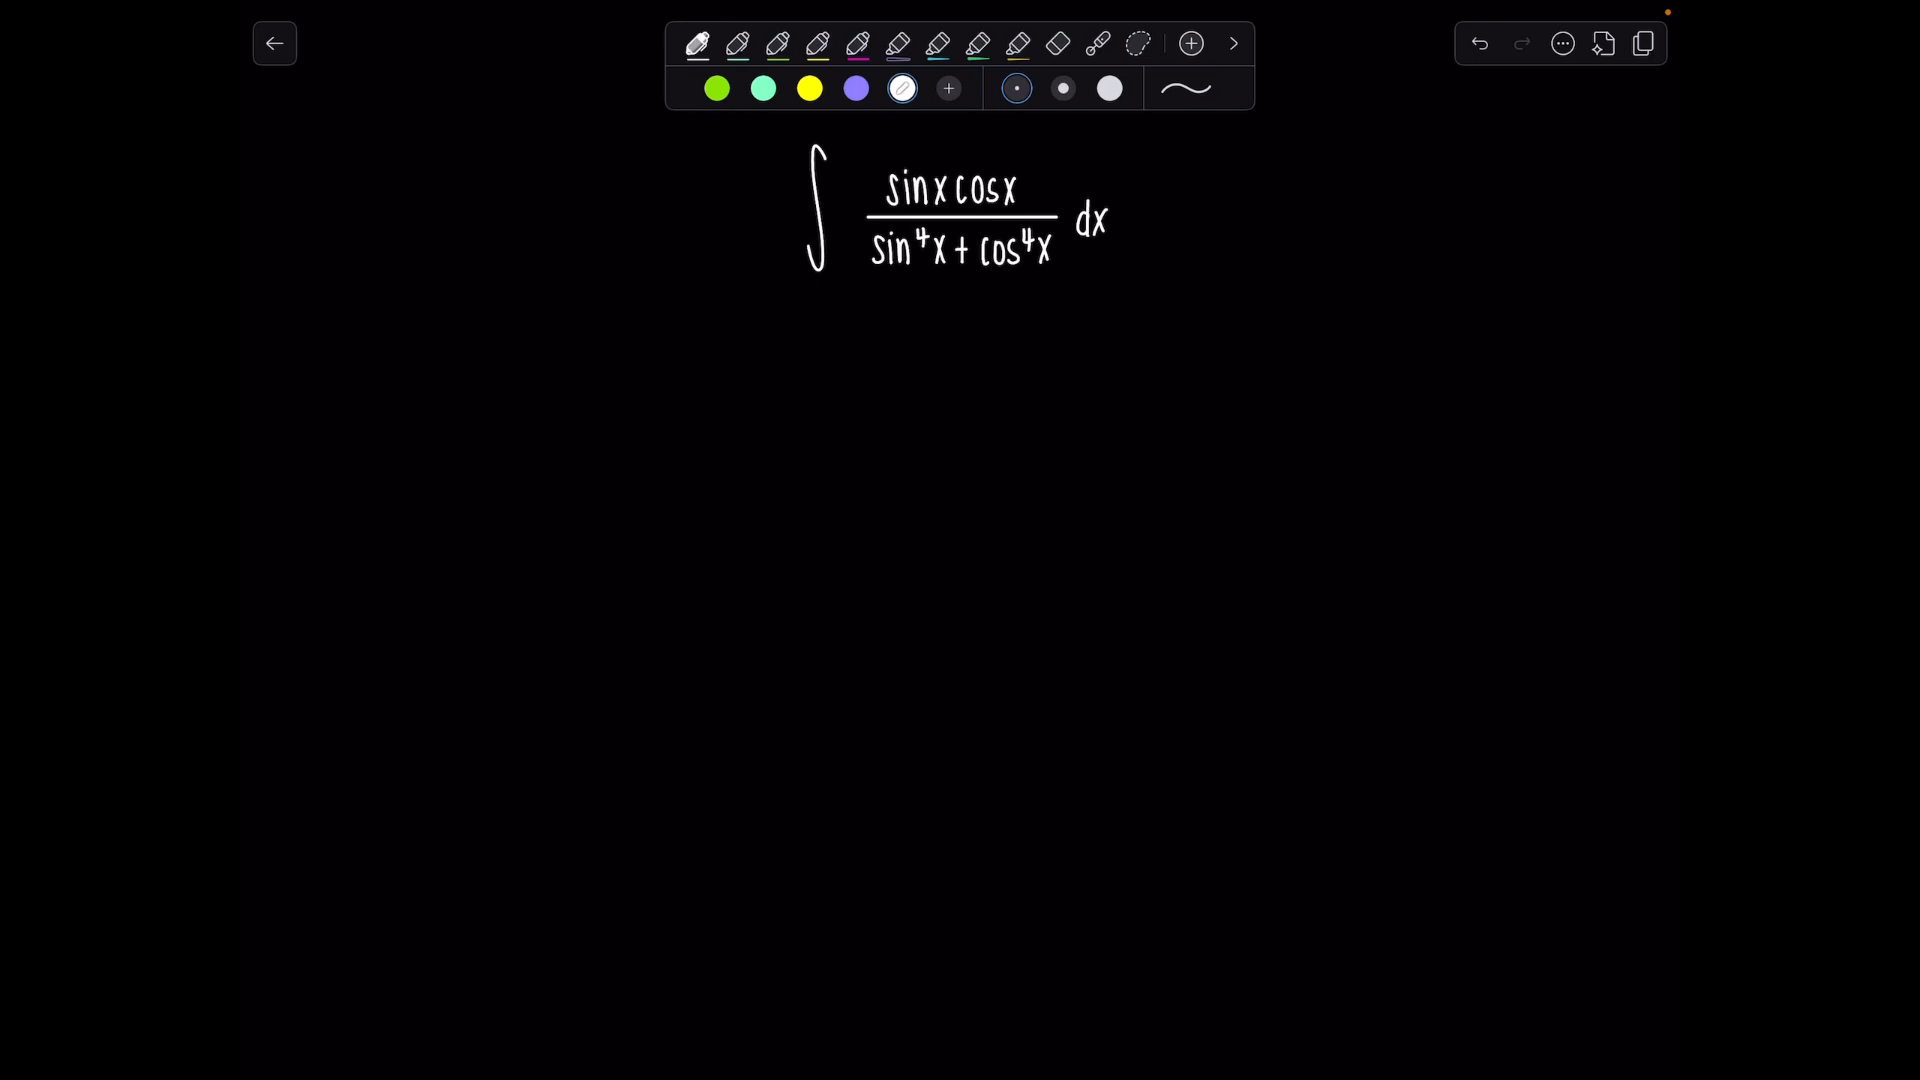 ∫ sinx cosx / sin⁴x + cos⁴x dx